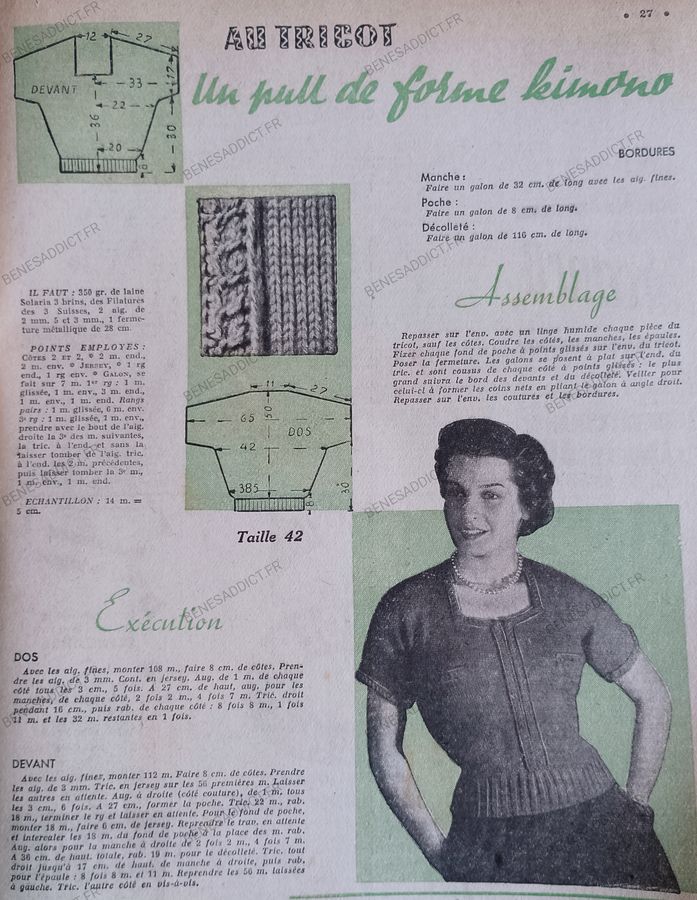 • 27 •
AU TRICOT
Un pull de forme kimono
12
27
17
DEVANT
33
22
36
30
20
8
BORDURES
Manche :
Faire un galon de 32 cm. de long avec les aig. fines.
Poche :
Faire un galon de 8 cm. de long.
Décolleté :
Faire un galon de 116 cm. de long.
IL FAUT : 350 gr. de laine
Solaria 3 brins, des Filatures
des 3 Suisses, 2 aig. de
2 mm. 5 et 3 mm., 1 ferme-
ture métallique de 28 cm.
POINTS EMPLOYES :
CÔTES 2 ET 2, * 2 m. end.,
2 m. env. * JERSEY, * 1 rg
end., 1 rg env. * GALON, se
fait sur 7 m. 1er rg : 1 m.
glissée, 1 m. env., 3 m. end.,
1 m. env., 1 m. end. Rangs
pairs : 1 m. glissée, 6 m. env.
3e rg : 1 m. glissée, 1 m. env.,
prendre avec le bout de l'aig.
droite la 3e des m. suivantes,
la tric. à l'end. et sans la
laisser tomber de l'aig. tric.
à l'end. les 2 m. précédentes,
puis laisser tomber la 3e m.,
1 m. env., 1 m. end.
ECHANTILLON : 14 m. =
5 cm.
Assemblage
Repasser sur l'env. avec un linge humide chaque pièce du
tricot, sauf les côtes. Coudre les côtés, les manches, les épaules.
Fixer chaque fond de poche à points glissés sur l'env. du tricot.
Poser la fermeture. Les galons se posent à plat sur l'end. du
tric. et sont cousus de chaque côté à points glissés : le plus
grand suivra le bord des devants et du décolleté. Veiller pour
celui-ci à former les coins nets en pliant le galon à angle droit.
Repasser sur l'env. les coutures et les bordures.
11
27
65
50
DOS
42
385
30
8
Taille 42
Exécution
DOS
Avec les aig. fines, monter 108 m., faire 8 cm. de côtes. Pren-
dre les aig. de 3 mm. Cont. en jersey. Aug. de 1 m. de chaque
côté tous les 3 cm., 5 fois. A 27 cm. de haut, aug. pour les
manches, de chaque côté, 2 fois 2 m., 4 fois 7 m. Tric. droit
pendant 16 cm., puis rab. de chaque côté : 8 fois 8 m., 1 fois
11 m. et les 32 m. restantes en 1 fois.
DEVANT
Avec les aig. fines, monter 112 m. Faire 8 cm. de côtes. Prendre
les aig. de 3 mm. Tric. en jersey sur les 56 premières m. Laisser
les autres en attente. Aug. à droite (côté couture), de 1 m. tous
les 3 cm., 6 fois. A 27 cm., former la poche. Tric. 22 m., rab.
18 m., terminer le rg et laisser en attente. Pour le fond de poche,
monter 18 m., faire 6 cm. de jersey. Reprendre le trav. en attente
et intercaler les 18 m. du fond de poche à la place des m. rab.
Aug. alors pour la manche à droite de 2 fois 2 m., 4 fois 7 m.
A 36 cm. de haut. totale, rab. 19 m. pour le décolleté. Tric. tout
droit jusqu'à 17 cm. de haut. de manche à droite, puis rab.
pour l'épaule : 8 fois 8 m. et 11 m. Reprendre les 56 m. laissées
à gauche. Tric. l'autre côté en vis-à-vis.
BENESADDICT.FR